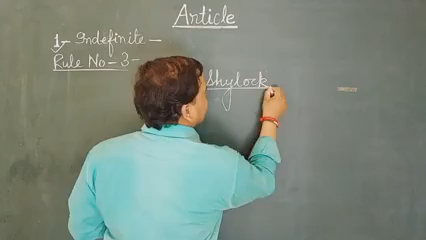 Article
1- Indefinite -
Rule No - 3 -
Shylock